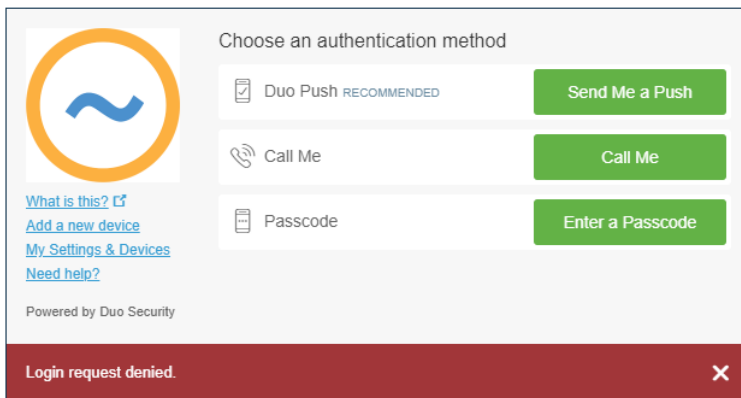 Choose an authentication method
Duo Push RECOMMENDED
Send Me a Push
Call Me
Call Me
Passcode
Enter a Passcode
What is this?
Add a new device
My Settings & Devices
Need help?
Powered by Duo Security
Login request denied.